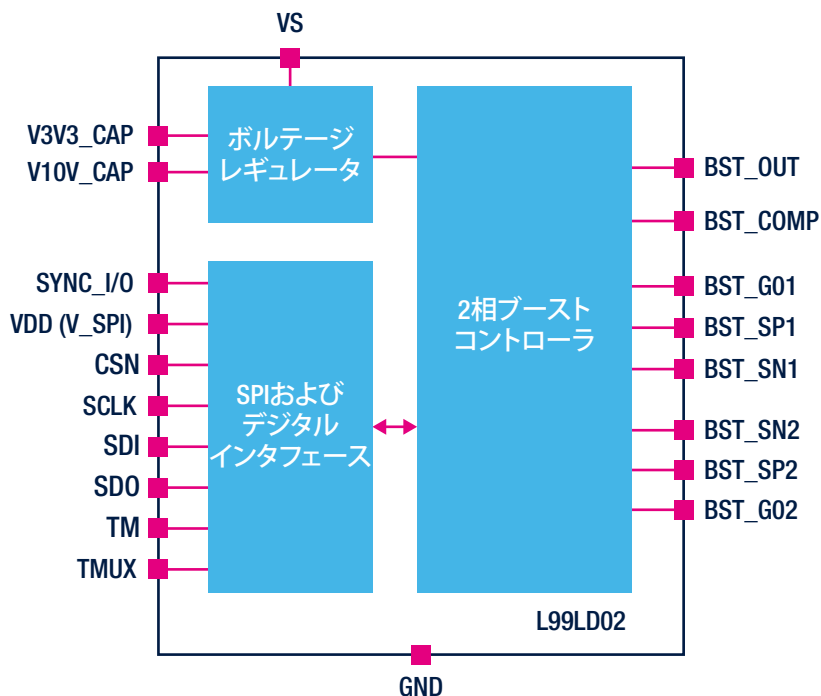 VS
V3V3_CAP
V10V_CAP
ボルテージ
レギュレータ
SYNC_I/O
VDD (V_SPI)
CSN
SCLK
SDI
SDO
TM
TMUX
SPIおよび
デジタル
インタフェース
2相ブースト
コントローラ
BST_OUT
BST_COMP
BST_G01
BST_SP1
BST_SN1
BST_SN2
BST_SP2
BST_G02
L99LD02
GND